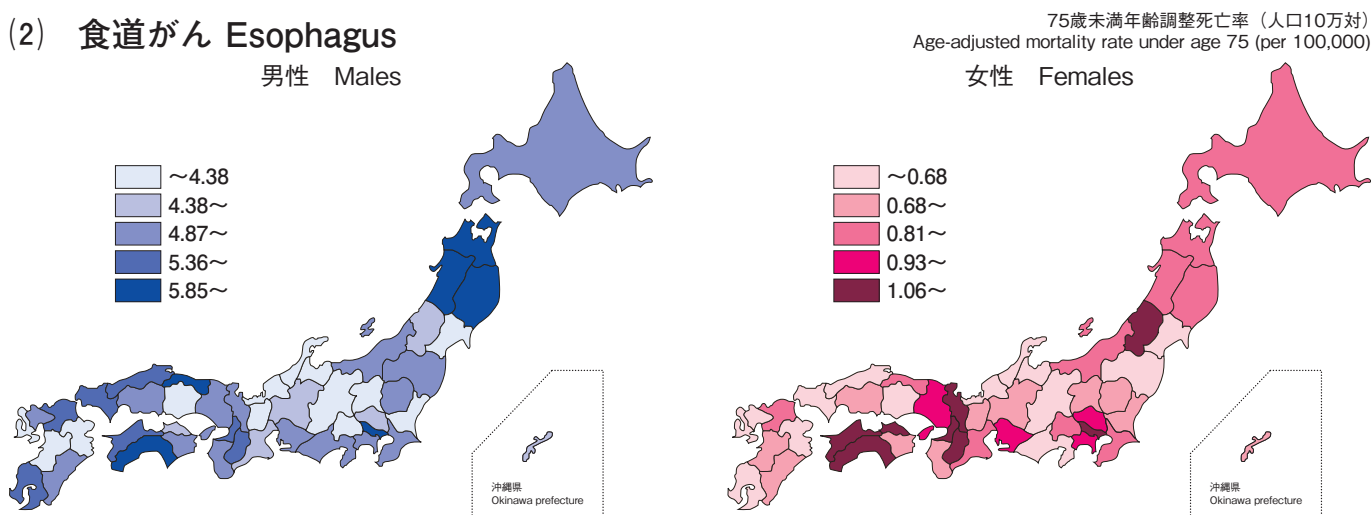 (2) 食道がん Esophagus
75歳未満年齢調整死亡率（人口10万対）
Age-adjusted mortality rate under age 75 (per 100,000)
男性 Males
～4.38
4.38～
4.87～
5.36～
5.85～
沖縄県
Okinawa prefecture
女性 Females
～0.68
0.68～
0.81～
0.93～
1.06～
沖縄県
Okinawa prefecture